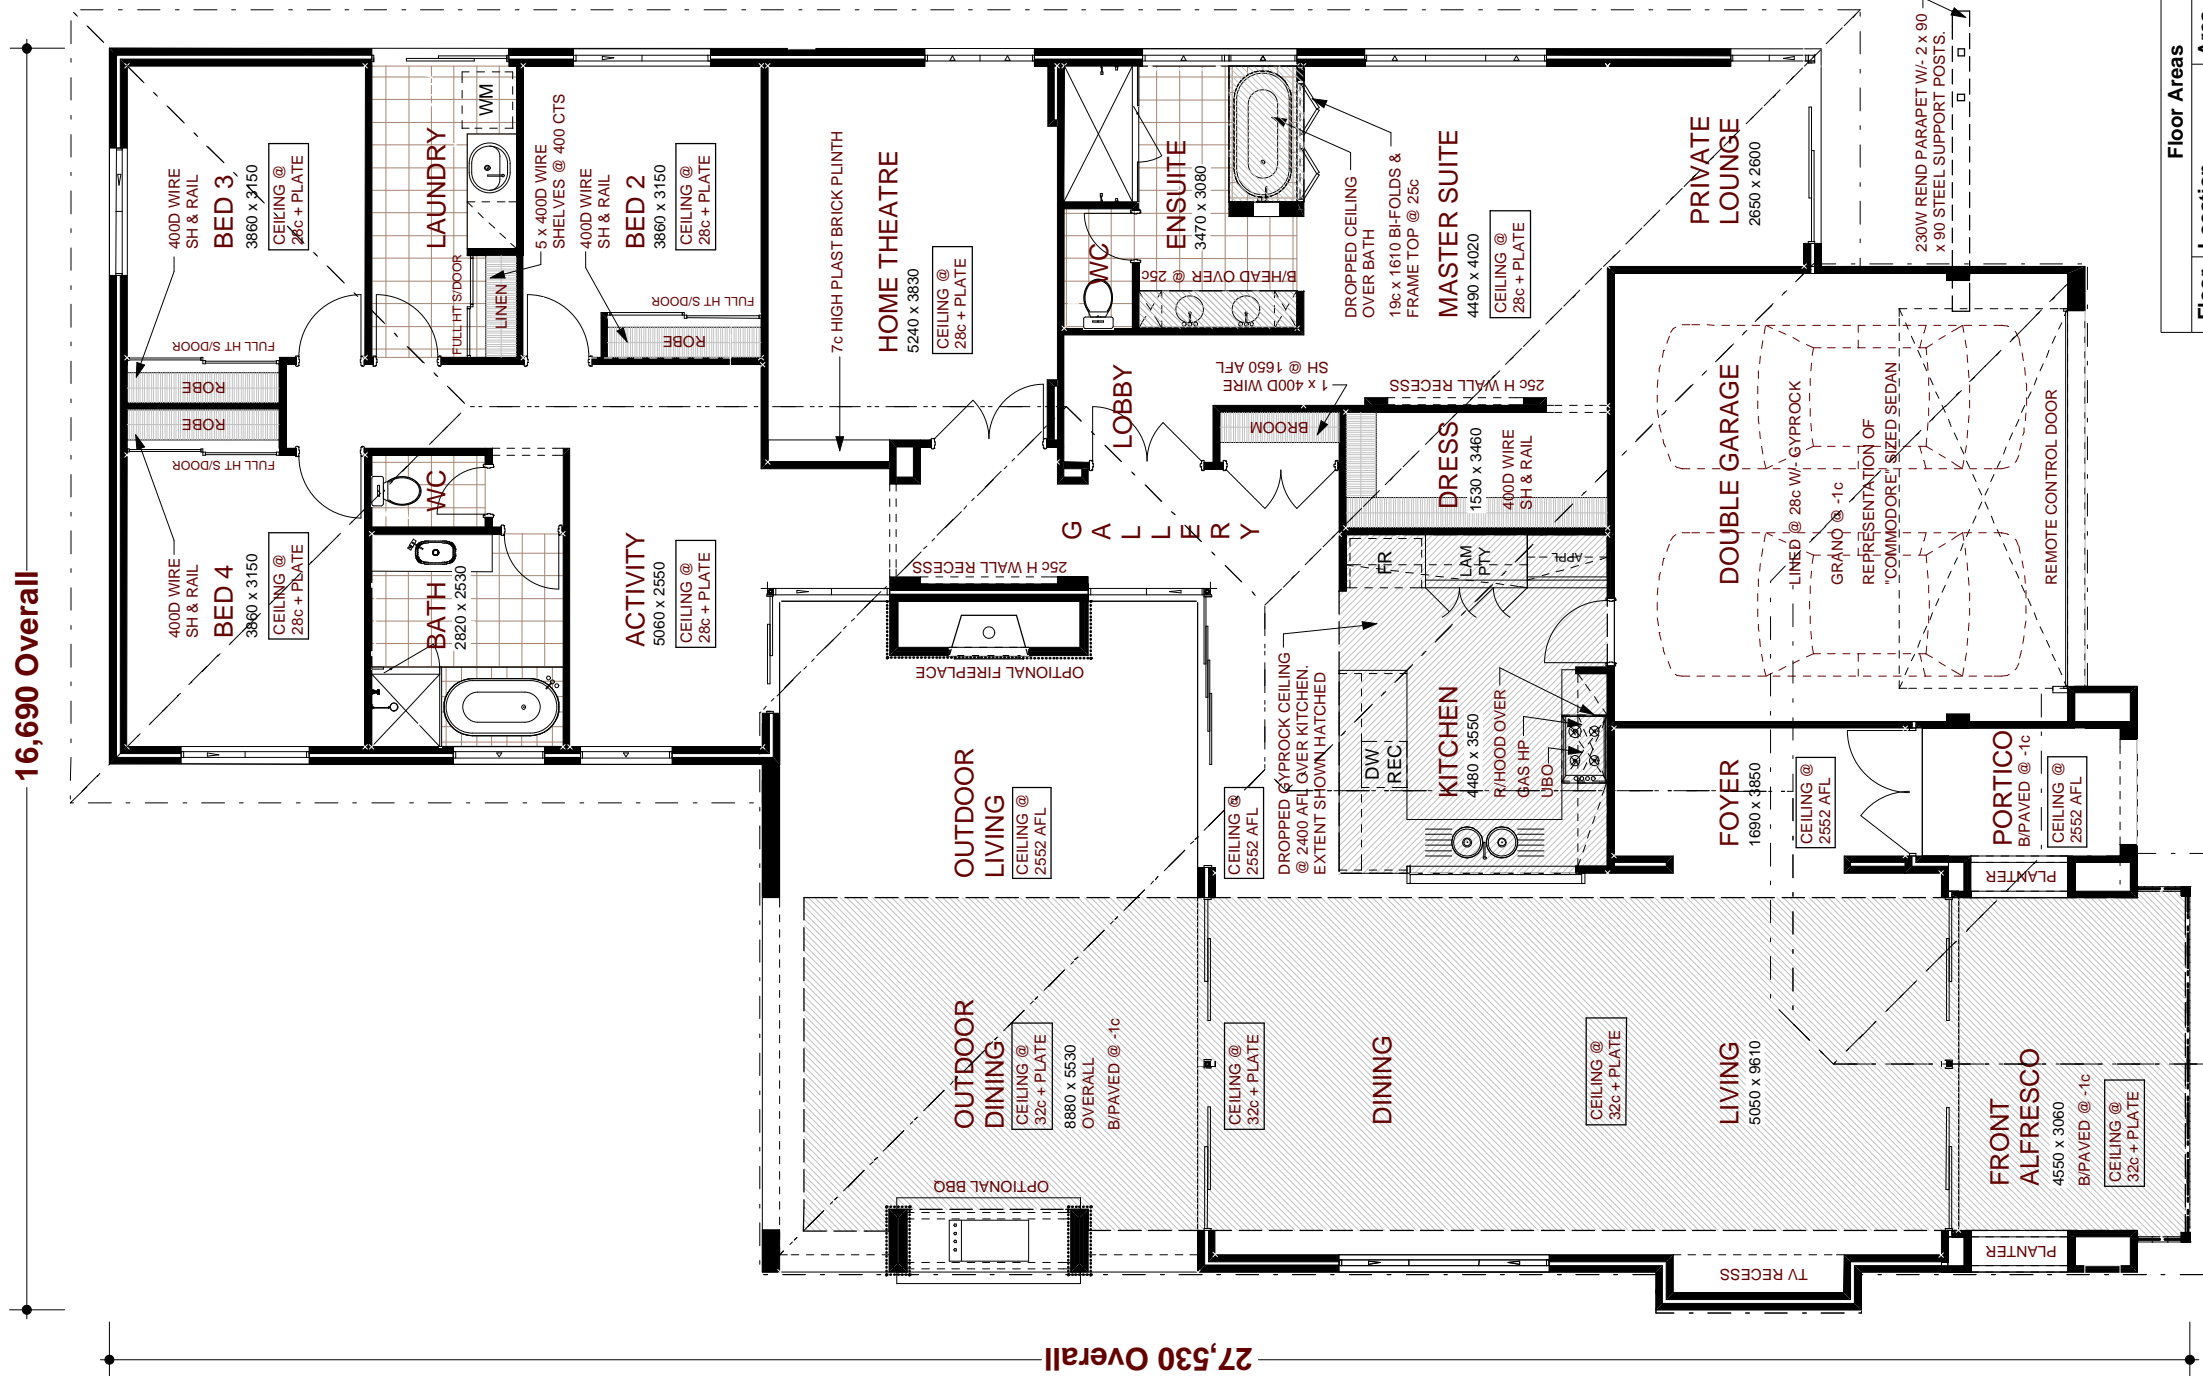 16,690 Overall
27,530 Overall
400D WIRE
SH & RAIL
BED 3
3860 x 3150
CEILING @
28c + PLATE
FULL HT S/DOOR
ROBE
ROBE
FULL HT S/DOOR
400D WIRE
SH & RAIL
BED 4
3860 x 3150
CEILING @
28c + PLATE
LAUNDRY
WM
FULL HT S/DOOR
LINEN
5 x 400D WIRE
SHELVES @ 400 CTS
400D WIRE
SH & RAIL
BED 2
3860 x 3150
CEILING @
28c + PLATE
FULL HT S/DOOR
ROBE
WC
BATH
2820 x 2530
ACTIVITY
5060 x 2550
CEILING @
28c + PLATE
7c HIGH PLAST BRICK PLINTH
HOME THEATRE
5240 x 3830
CEILING @
28c + PLATE
25c H WALL RECESS
GALLERY
LOBBY
WC
ENSUITE
3470 x 3080
B/HEAD OVER @ 25c
DROPPED CEILING
OVER BATH
19c x 1610 BI-FOLDS &
FRAME TOP @ 25c
MASTER SUITE
4490 x 4020
CEILING @
28c + PLATE
1 x 400D WIRE
SH @ 1650 AFL
BROOM
25c H WALL RECESS
DRESS
1530 x 3460
400D WIRE
SH & RAIL
PRIVATE
LOUNGE
2650 x 2600
230W REND PARAPET W/- 2 x 90
x 90 STEEL SUPPORT POSTS.
Floor Areas
DOUBLE GARAGE
LINED @ 28c W/- GYPROCK
GRANO @ -1c
REPRESENTATION OF
"COMMODORE" SIZED SEDAN
REMOTE CONTROL DOOR
OPTIONAL FIREPLACE
OUTDOOR
LIVING
CEILING @
2552 AFL
OUTDOOR
DINING
CEILING @
32c + PLATE
8880 x 5530
OVERALL
B/PAVED @ -1c
OPTIONAL BBQ
CEILING @
2552 AFL
DROPPED GYPROCK CEILING
@ 2400 AFL OVER KITCHEN.
EXTENT SHOWN HATCHED
FR
LAM
PTY
APPL
DW
REC
KITCHEN
4480 x 3550
R/HOOD OVER
GAS HP
UBO
CEILING @
32c + PLATE
DINING
CEILING @
32c + PLATE
LIVING
5050 x 9610
TV RECESS
FOYER
1690 x 3850
CEILING @
2552 AFL
PORTICO
B/PAVED @ -1c
CEILING @
2552 AFL
PLANTER
FRONT
ALFRESCO
4550 x 3060
B/PAVED @ -1c
CEILING @
32c + PLATE
PLANTER